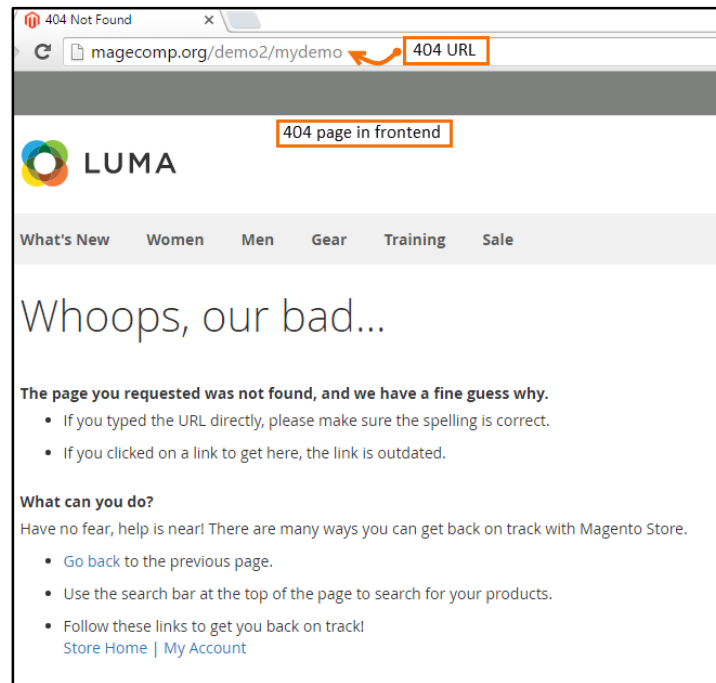 404 Not Found
magecomp.org/demo2/mydemo
404 URL
404 page in frontend
LUMA
What's New Women Men Gear Training Sale
Whoops, our bad...
The page you requested was not found, and we have a fine guess why.
• If you typed the URL directly, please make sure the spelling is correct.
• If you clicked on a link to get here, the link is outdated.
What can you do?
Have no fear, help is near! There are many ways you can get back on track with Magento Store.
• Go back to the previous page.
• Use the search bar at the top of the page to search for your products.
• Follow these links to get you back on track!
Store Home | My Account